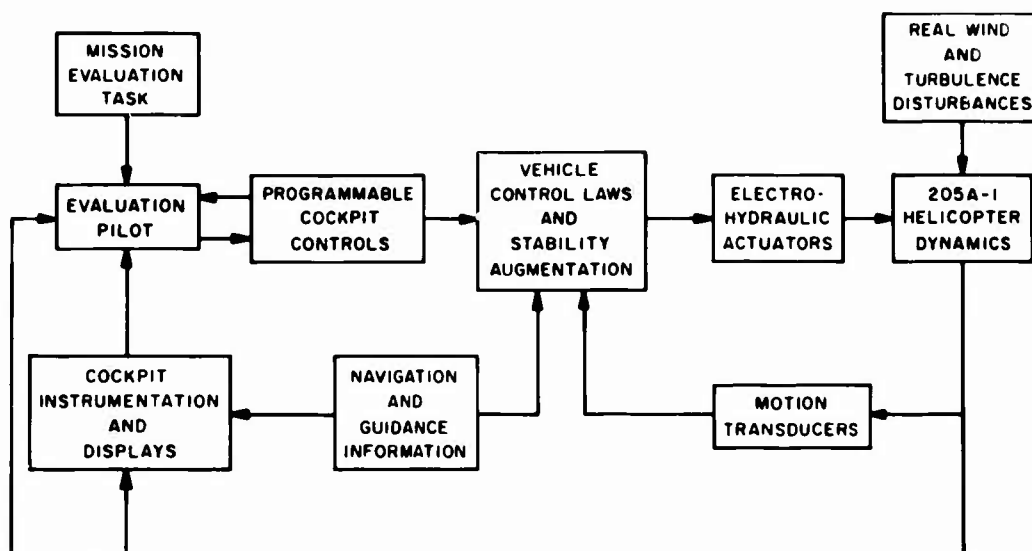 MISSION
EVALUATION
TASK
REAL WIND
AND
TURBULENCE
DISTURBANCES
EVALUATION
PILOT
PROGRAMMABLE
COCKPIT
CONTROLS
VEHICLE
CONTROL LAWS
AND
STABILITY
AUGMENTATION
ELECTRO-
HYDRAULIC
ACTUATORS
205A-1
HELICOPTER
DYNAMICS
COCKPIT
INSTRUMENTATION
AND
DISPLAYS
NAVIGATION
AND
GUIDANCE
INFORMATION
MOTION
TRANSDUCERS